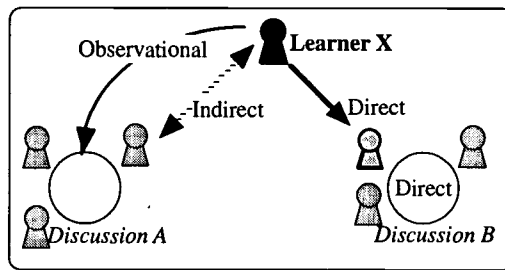 Observational
Learner X
Indirect
Direct
Direct
Discussion A
Discussion B